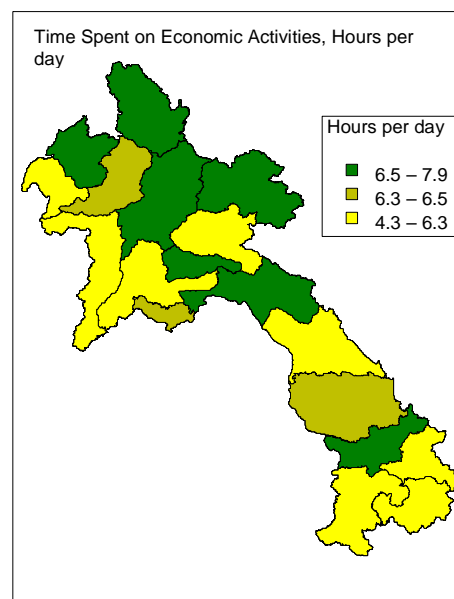 Time Spent on Economic Activities, Hours per
day
Hours per day
6.5 – 7.9
6.3 – 6.5
4.3 – 6.3